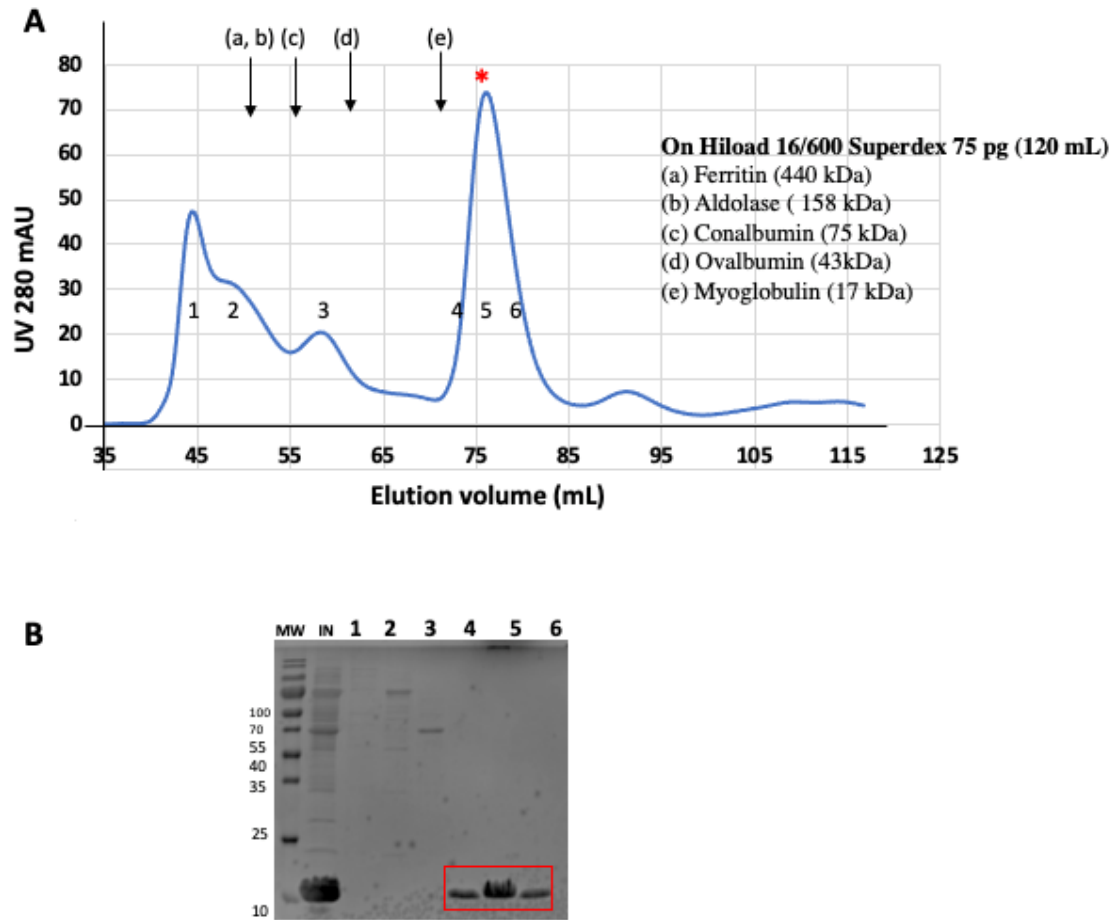 A
(a, b) (c) (d) (e)
*
80
70
60
50
40
30
20
10
0
UV 280 mAU
1 2 3 4 5 6
35 45 55 65 75 85 95 105 115 125
Elution volume (mL)
On Hiload 16/600 Superdex 75 pg (120 mL)
(a) Ferritin (440 kDa)
(b) Aldolase ( 158 kDa)
(c) Conalbumin (75 kDa)
(d) Ovalbumin (43kDa)
(e) Myoglobulin (17 kDa)
B
MW IN 1 2 3 4 5 6
100
70
55
40
35
25
10